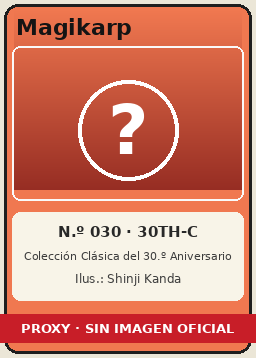 Magikarp
?
N.º 030 · 30TH-C
Colección Clásica del 30.º Aniversario
Ilus.: Shinji Kanda
PROXY · SIN IMAGEN OFICIAL